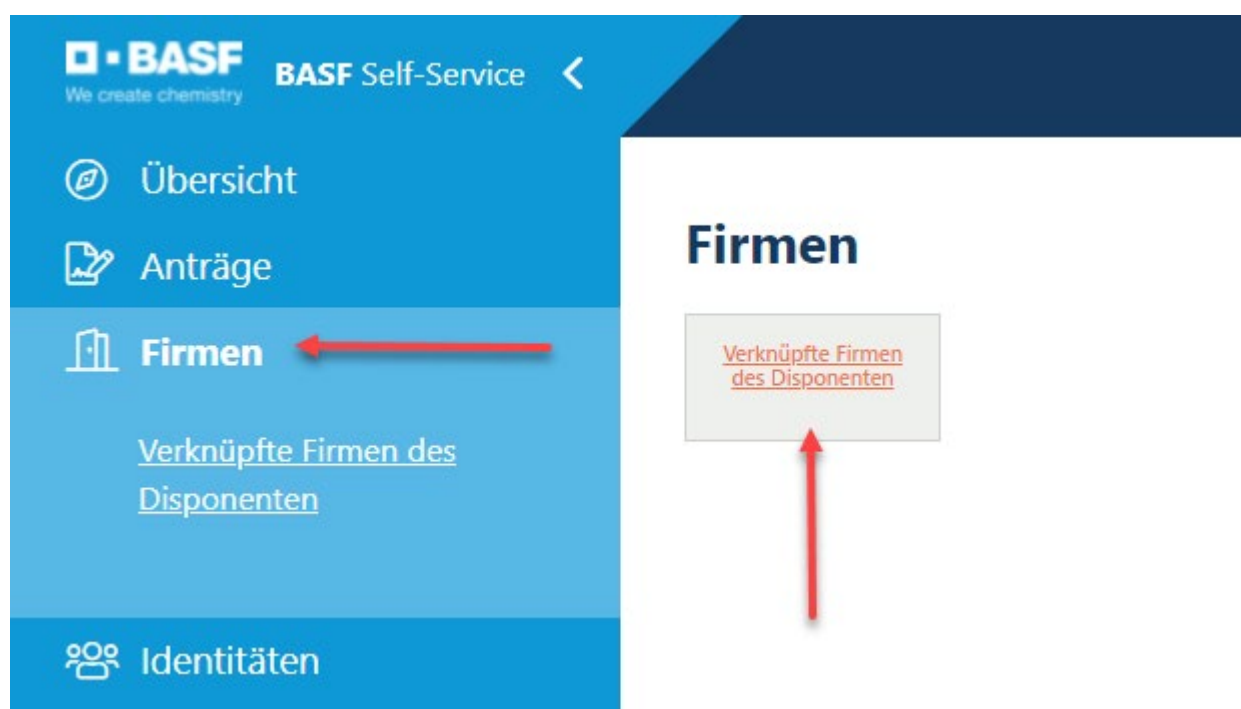 BASF
We create chemistry
BASF Self-Service
Übersicht
Anträge
Firmen
Verknüpfte Firmen des
Disponenten
Identitäten
Firmen
Verknüpfte Firmen
des Disponenten